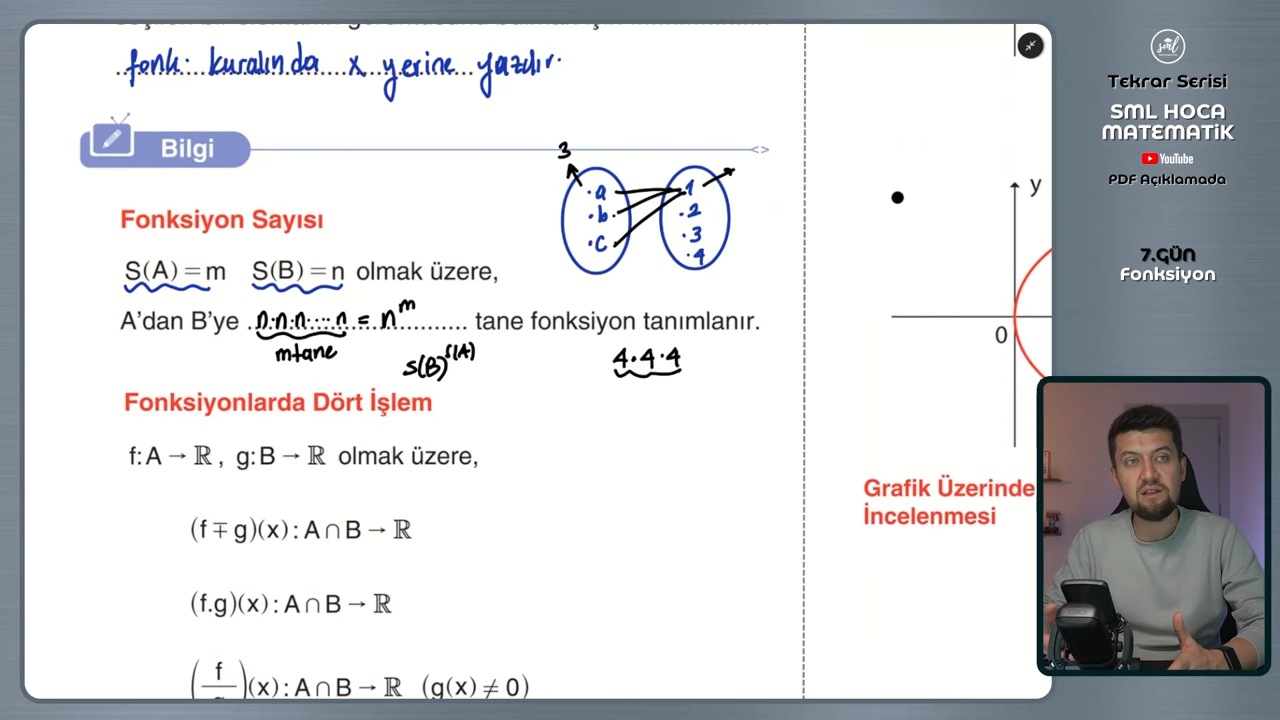 fonk. kuralında x yerine yazılır.
Bilgi
<>
3
a
b
c
1
2
3
4
Fonksiyon Sayısı
S(A) = m S(B) = n olmak üzere,
A'dan B'ye n.n.n....n = n^m tane fonksiyon tanımlanır.
m tane
S(B)^S(A)
4.4.4
Fonksiyonlarda Dört İşlem
f: A → ℝ, g: B → ℝ olmak üzere,
(f ∓ g)(x) : A ∩ B → ℝ
(f.g)(x) : A ∩ B → ℝ
(f/g)(x) : A ∩ B → ℝ (g(x) ≠ 0)
y
0
Grafik Üzerinde
İncelenmesi
sml
Tekrar Serisi
SML HOCA
MATEMATİK
YouTube
PDF Açıklamada
7.GÜN
Fonksiyon